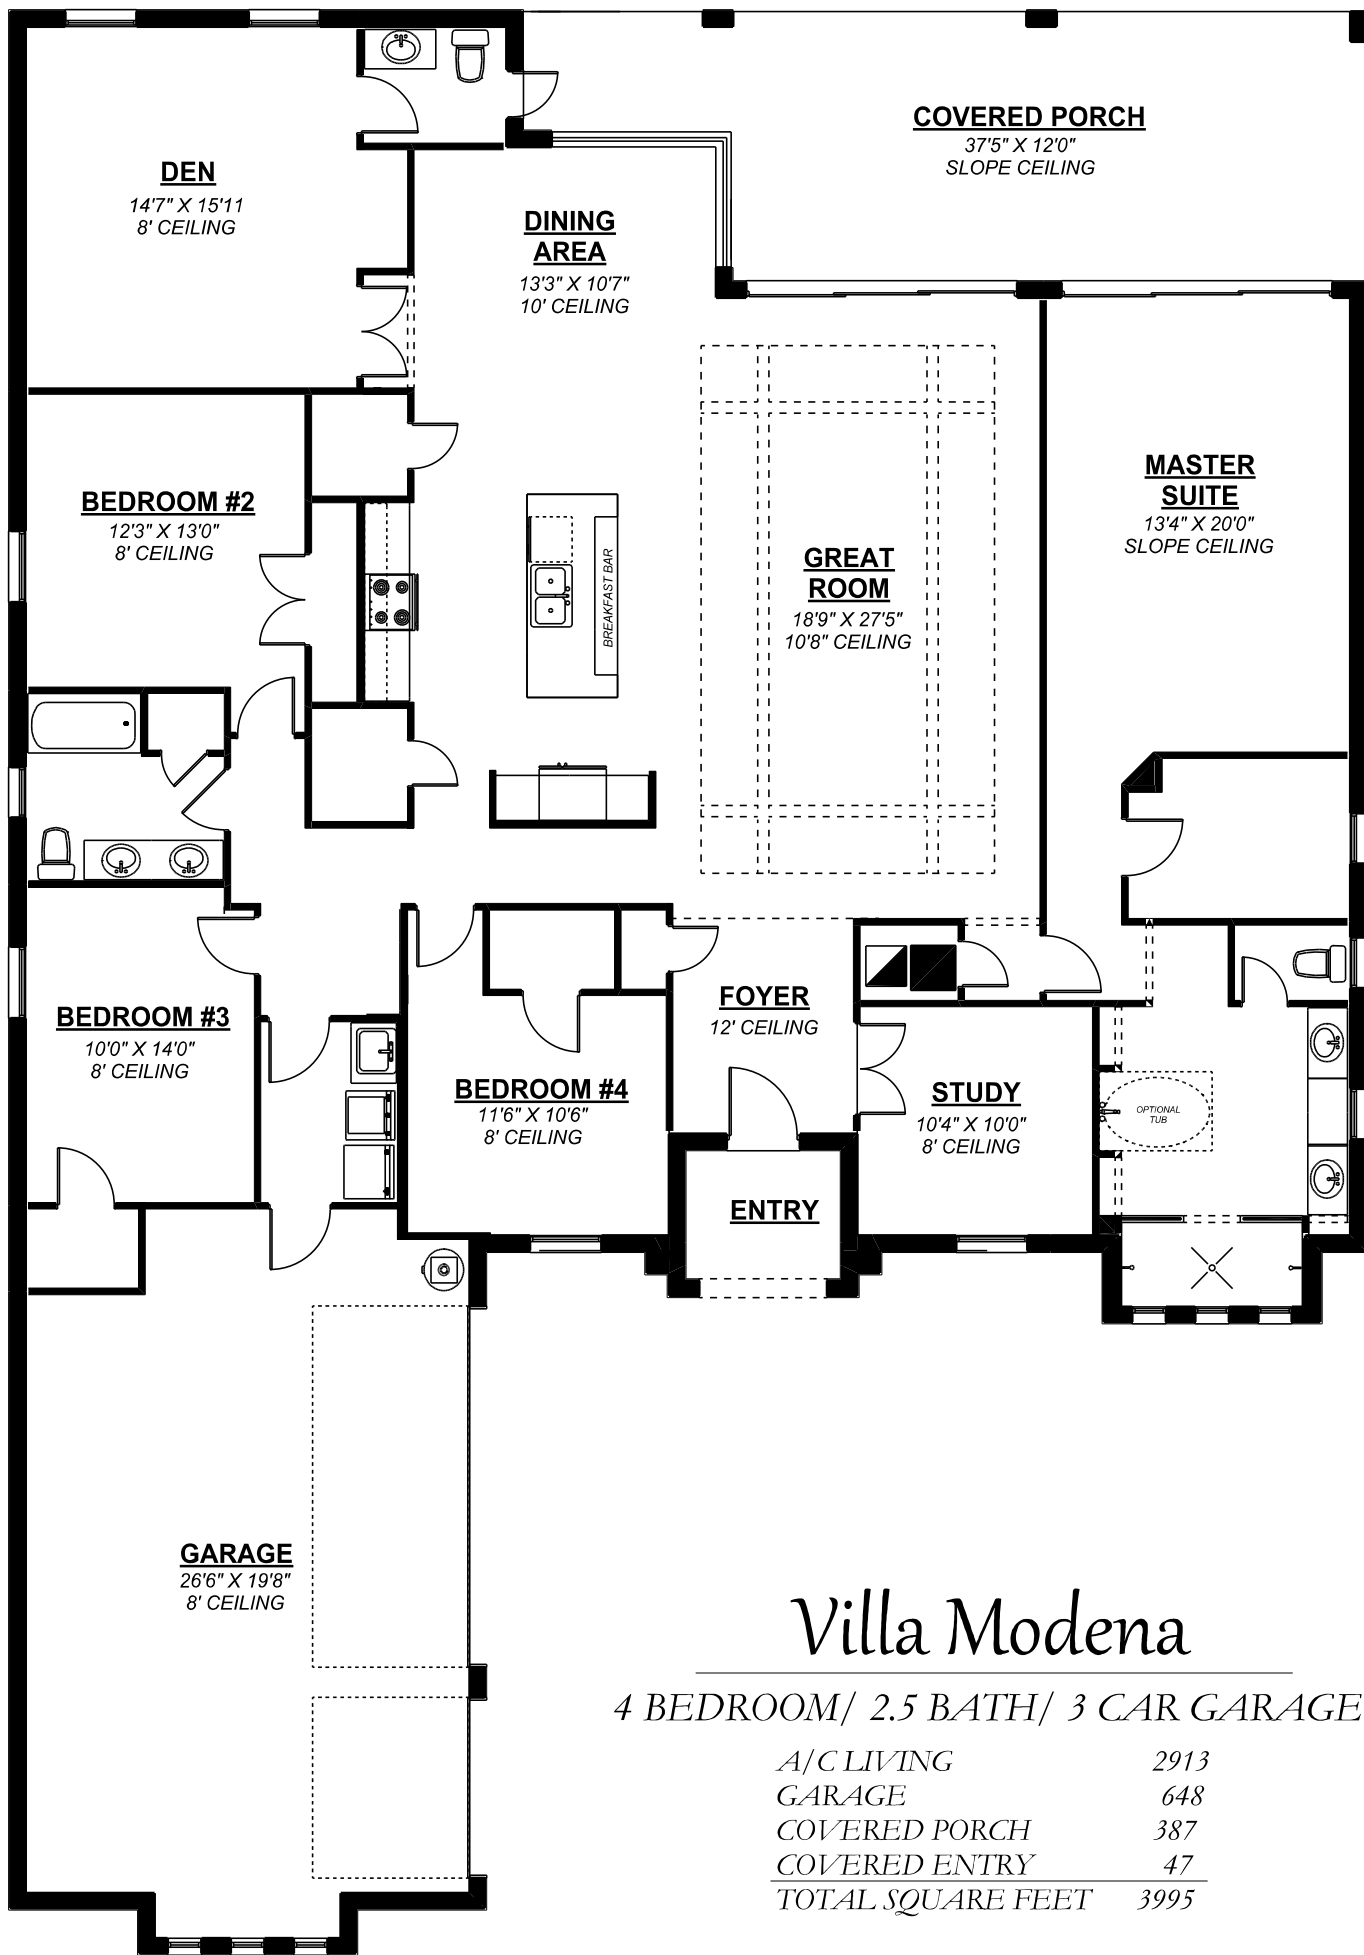 COVERED PORCH
37'5" X 12'0"
SLOPE CEILING
DEN
14'7" X 15'11
8' CEILING
DINING
AREA
13'3" X 10'7"
10' CEILING
MASTER
SUITE
13'4" X 20'0"
SLOPE CEILING
BEDROOM #2
12'3" X 13'0"
8' CEILING
BREAKFAST BAR
GREAT
ROOM
18'9" X 27'5"
10'8" CEILING
BEDROOM #3
10'0" X 14'0"
8' CEILING
FOYER
12' CEILING
BEDROOM #4
11'6" X 10'6"
8' CEILING
STUDY
10'4" X 10'0"
8' CEILING
OPTIONAL
TUB
ENTRY
GARAGE
26'6" X 19'8"
8' CEILING
Villa Modena
4 BEDROOM/ 2.5 BATH/ 3 CAR GARAGE
A/C LIVING 2913
GARAGE 648
COVERED PORCH 387
COVERED ENTRY 47
TOTAL SQUARE FEET 3995